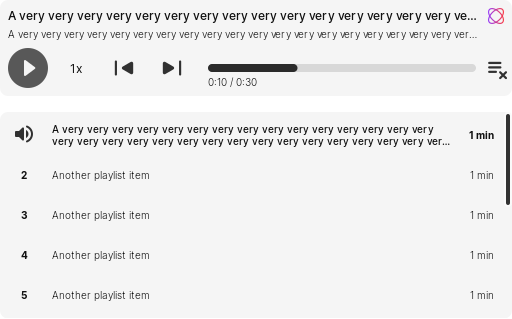 A very very very very very very very very very very very very very very very very ve...
A very very very very very very very very very very very very very very very very very very ver...
1x
0:10 / 0:30
A very very very very very very very very very very very very very very very
very very very very very very very very very very very very very very very ver...
1 min
2 Another playlist item 1 min
3 Another playlist item 1 min
4 Another playlist item 1 min
5 Another playlist item 1 min